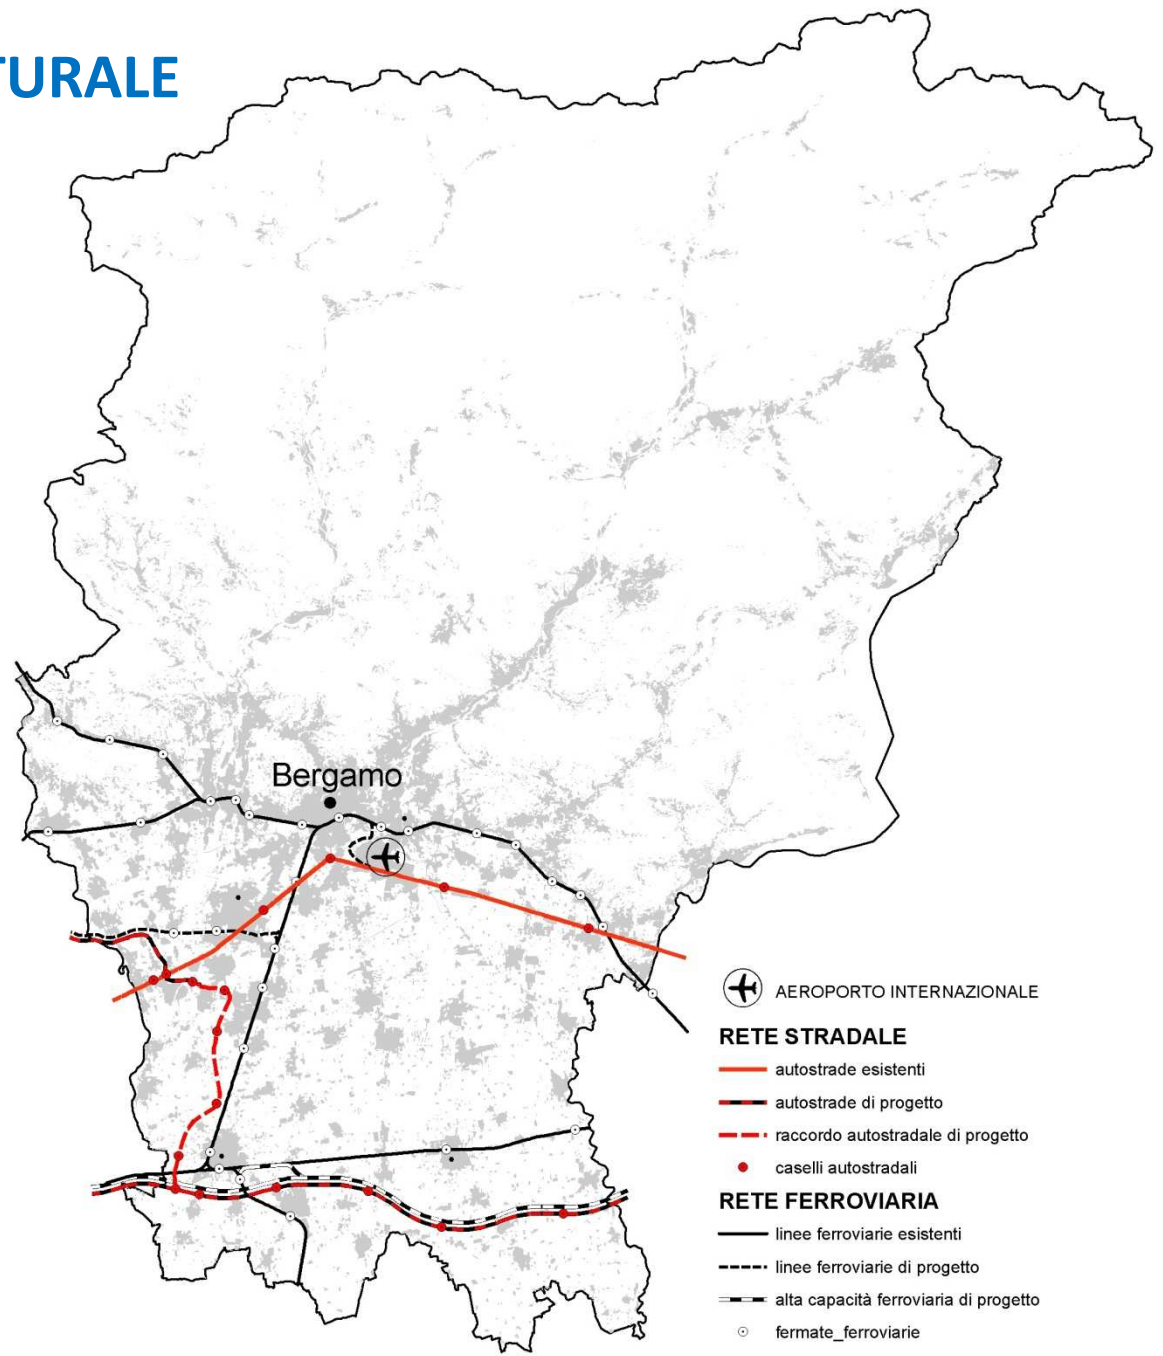 TURALE
Bergamo
AEROPORTO INTERNAZIONALE
RETE STRADALE
autostrade esistenti
autostrade di progetto
raccordo autostradale di progetto
caselli autostradali
RETE FERROVIARIA
linee ferroviarie esistenti
linee ferroviarie di progetto
alta capacità ferroviaria di progetto
fermate_ferroviarie